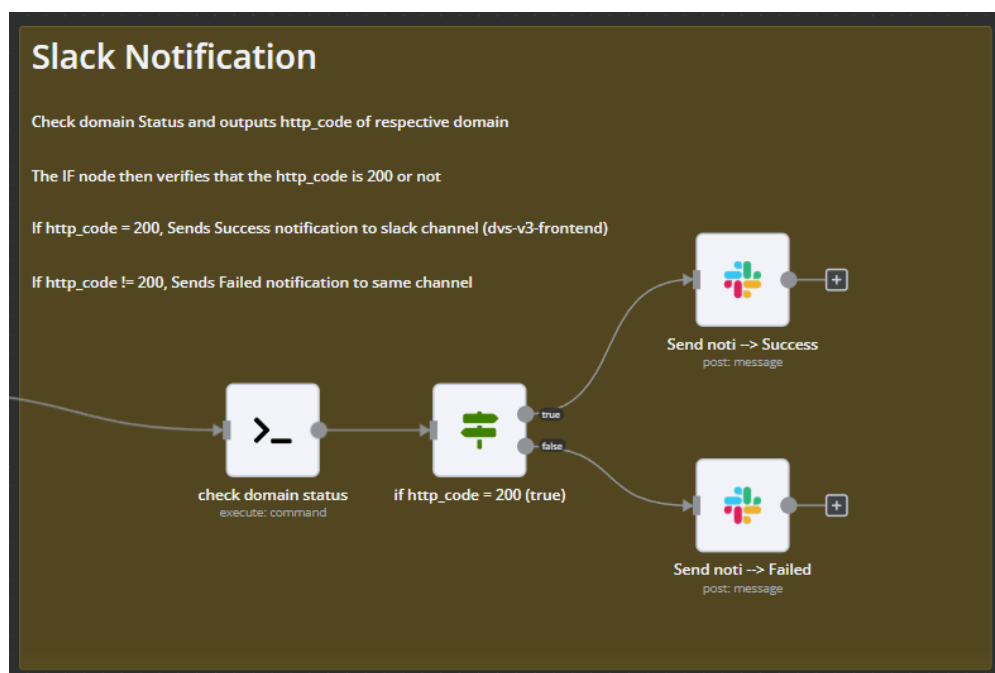 Slack Notification
Check domain Status and outputs http_code of respective domain
The IF node then verifies that the http_code is 200 or not
If http_code = 200, Sends Success notification to slack channel (dvs-v3-frontend)
If http_code != 200, Sends Failed notification to same channel
Send noti --> Success
post: message
true
false
check domain status
execute: command
if http_code = 200 (true)
Send noti --> Failed
post: message